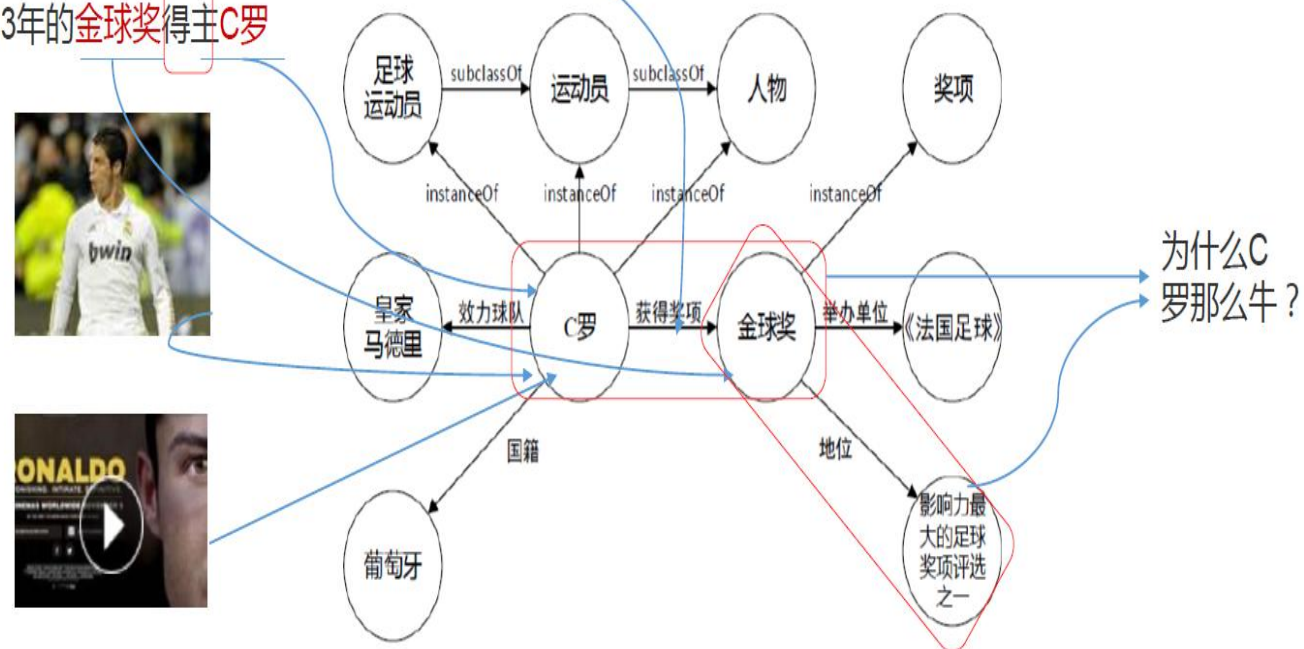 3年的金球奖得主C罗
足球
运动员
subclassOf
运动员
subclassOf
人物
奖项
instanceOf
instanceOf
instanceOf
instanceOf
bwin
皇家
马德里
效力球队
C罗
获得奖项
金球奖
举办单位
《法国足球》
为什么C
罗那么牛？
国籍
地位
RONALDO
葡萄牙
影响力最
大的足球
奖项评选
之一